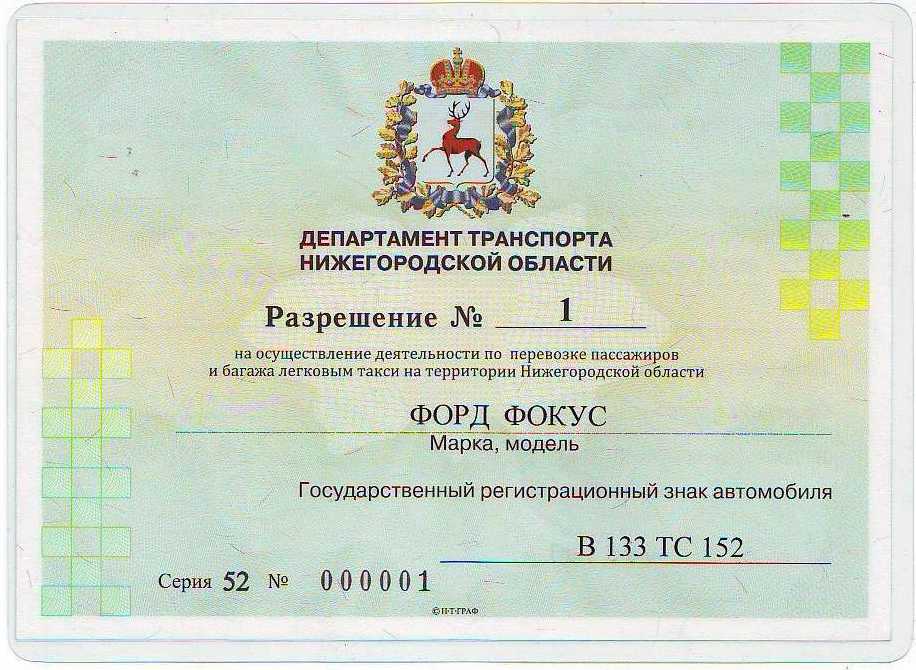 ДЕПАРТАМЕНТ ТРАНСПОРТА
НИЖЕГОРОДСКОЙ ОБЛАСТИ
Разрешение № 1
на осуществление деятельности по перевозке пассажиров
и багажа легковым такси на территории Нижегородской области
ФОРД ФОКУС
Марка, модель
Государственный регистрационный знак автомобиля
В 133 ТС 152
Серия 52 № 000001
© Н·Т·ГРАФ